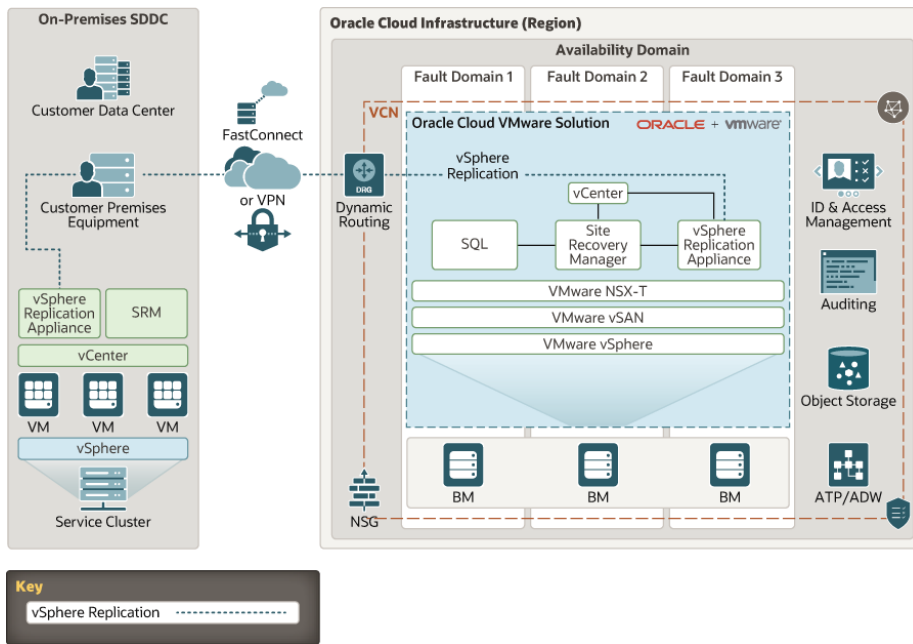 On-Premises SDDC
Customer Data Center
Customer Premises
Equipment
vSphere
Replication
Appliance
SRM
vCenter
VM
VM
VM
vSphere
Service Cluster
FastConnect
or VPN
Oracle Cloud Infrastructure (Region)
Availability Domain
Fault Domain 1
Fault Domain 2
Fault Domain 3
VCN
Oracle Cloud VMware Solution
ORACLE + vmware®
DRG
Dynamic
Routing
vSphere
Replication
vCenter
SQL
Site
Recovery
Manager
vSphere
Replication
Appliance
VMware NSX-T
VMware vSAN
VMware vSphere
BM
BM
BM
NSG
ID & Access
Management
Auditing
Object Storage
ATP/ADW
Key
vSphere Replication